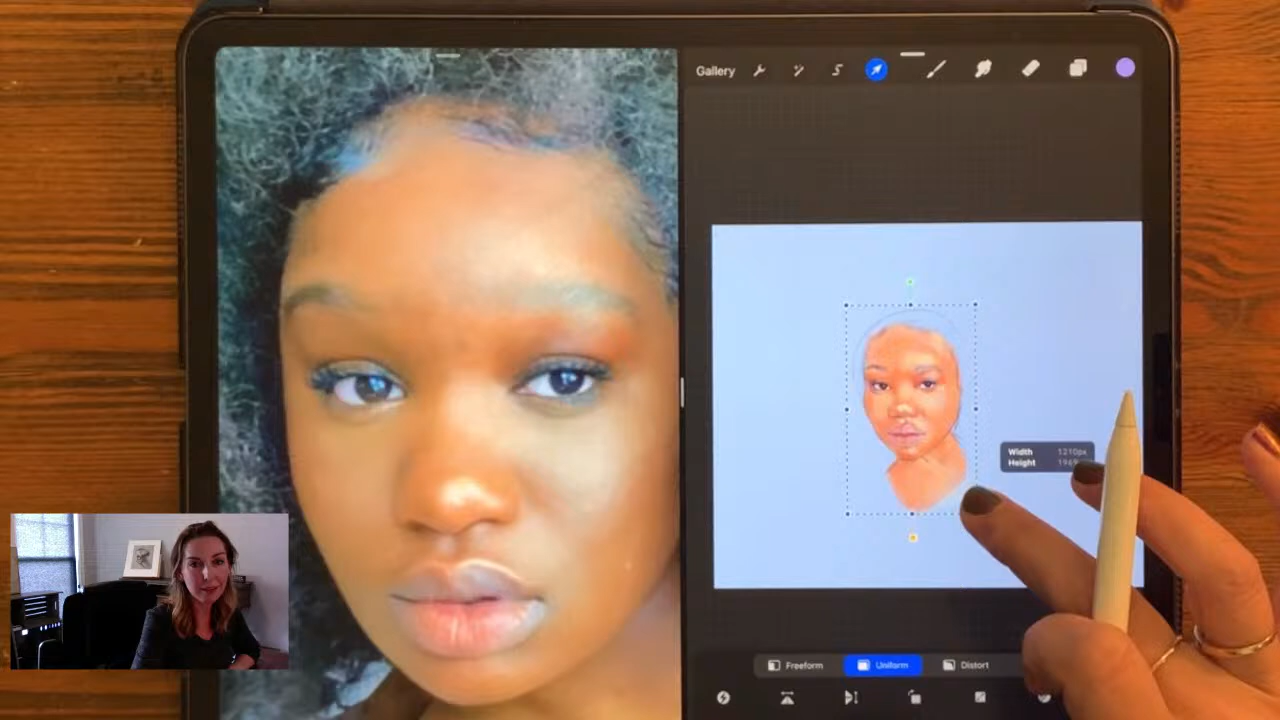 Gallery
Width 1210px
Height
Freeform
Uniform
Distort